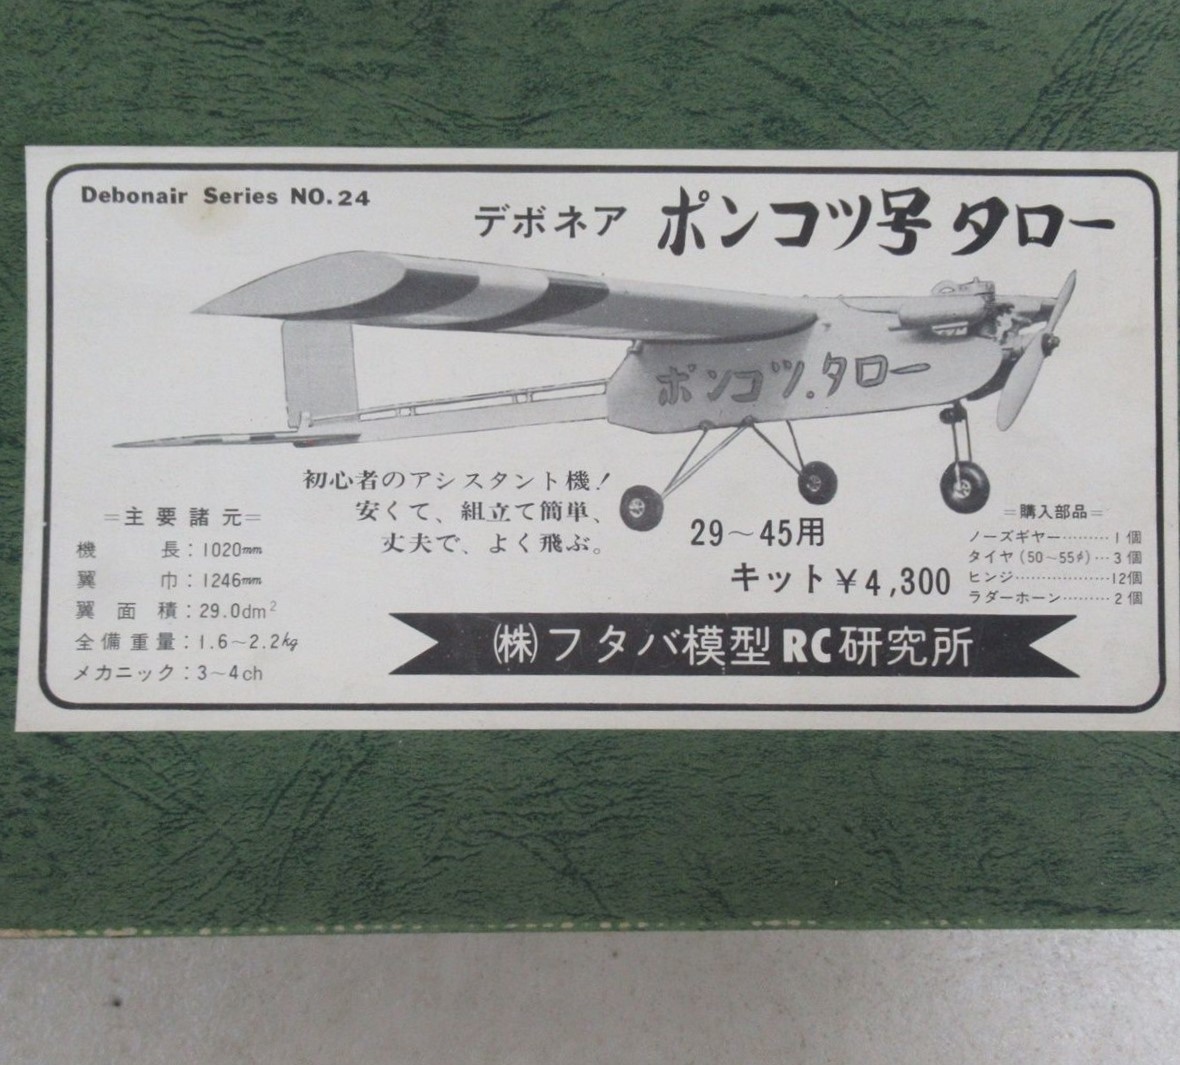 Debonair Series NO.24
デボネア ポンコツ号 タロー
ポンコツ.タロー
初心者のアシスタント機!
安くて、組立て簡単、
丈夫で、よく飛ぶ。
=主要諸元=
機長:1020mm
翼巾:1246mm
翼面積:29.0dm²
全備重量:1.6~2.2kg
メカニック:3~4ch
29~45用
キット¥4,300
=購入部品=
ノーズギヤー………1個
タイヤ(50~55∮)…3個
ヒンジ………………12個
ラダーホーン………2個
(株)フタバ模型RC研究所